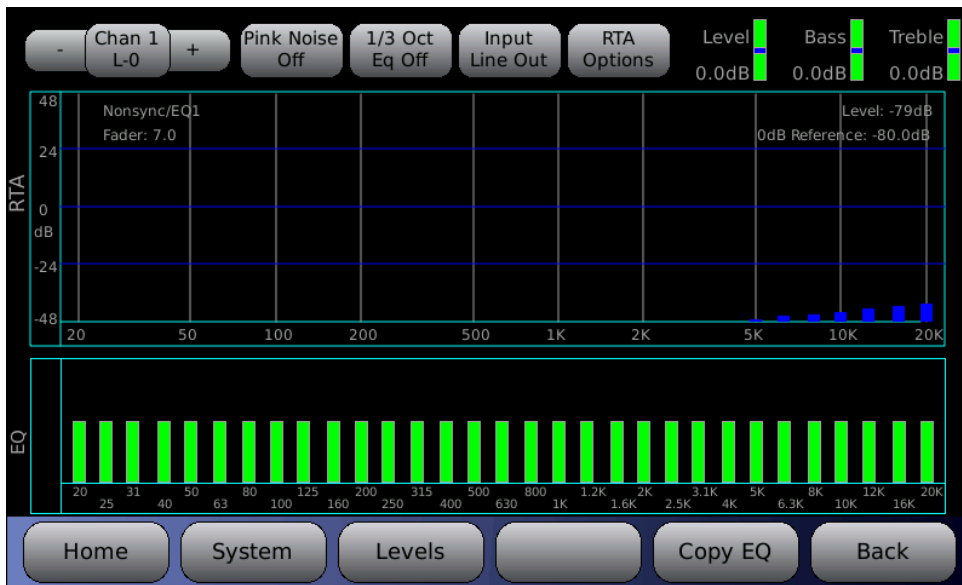 -
Chan 1
L-0
+
Pink Noise
Off
1/3 Oct
Eq Off
Input
Line Out
RTA
Options
Level
0.0dB
Bass
0.0dB
Treble
0.0dB
RTA
48
24
0
dB
-24
-48
Nonsync/EQ1
Fader: 7.0
Level: -79dB
0dB Reference: -80.0dB
20 50 100 200 500 1K 2K 5K 10K 20K
EQ
20 31 50 80 125 200 315 500 800 1.2K 2K 3.1K 5K 8K 12K 20K
25 40 63 100 160 250 400 630 1K 1.6K 2.5K 4K 6.3K 10K 16K
Home System Levels Copy EQ Back